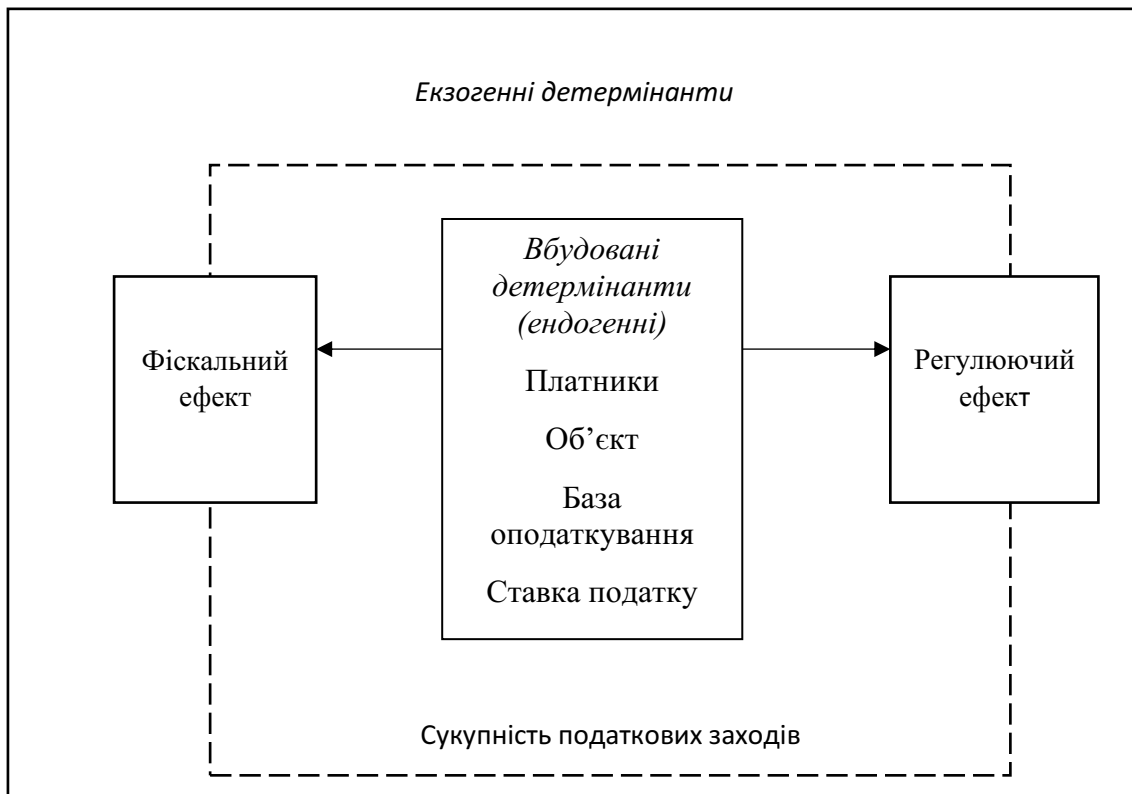 Екзогенні детермінанти
Вбудовані
детермінанти
(ендогенні)
Платники
Об’єкт
База
оподаткування
Ставка податку
Фіскальний
ефект
Регулюючий
ефект
Сукупність податкових заходів